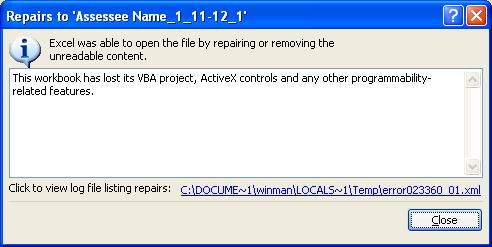 Repairs to 'Assessee Name_1_11-12_1'
Excel was able to open the file by repairing or removing the
unreadable content.
This workbook has lost its VBA project, ActiveX controls and any other programmability-
related features.
Click to view log file listing repairs: C:\DOCUME~1\winman\LOCALS~1\Temp\error023360_01.xml
Close